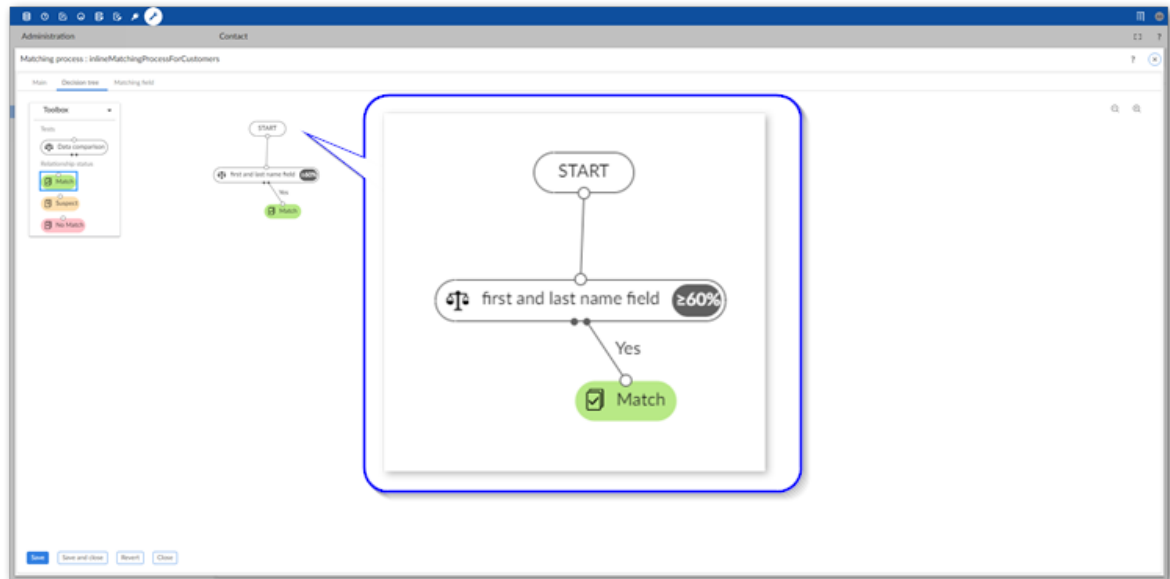 Administration Contact ?
Matching process : inlineMatchingProcessForCustomers ?
Main Decision tree Matching field
Toolbox
Tests
Data comparison
Relationship status
Match
Suspect
No Match
START
first and last name field ≥60%
Yes
Match
START
first and last name field ≥60%
Yes
Match
Save Save and close Revert Close